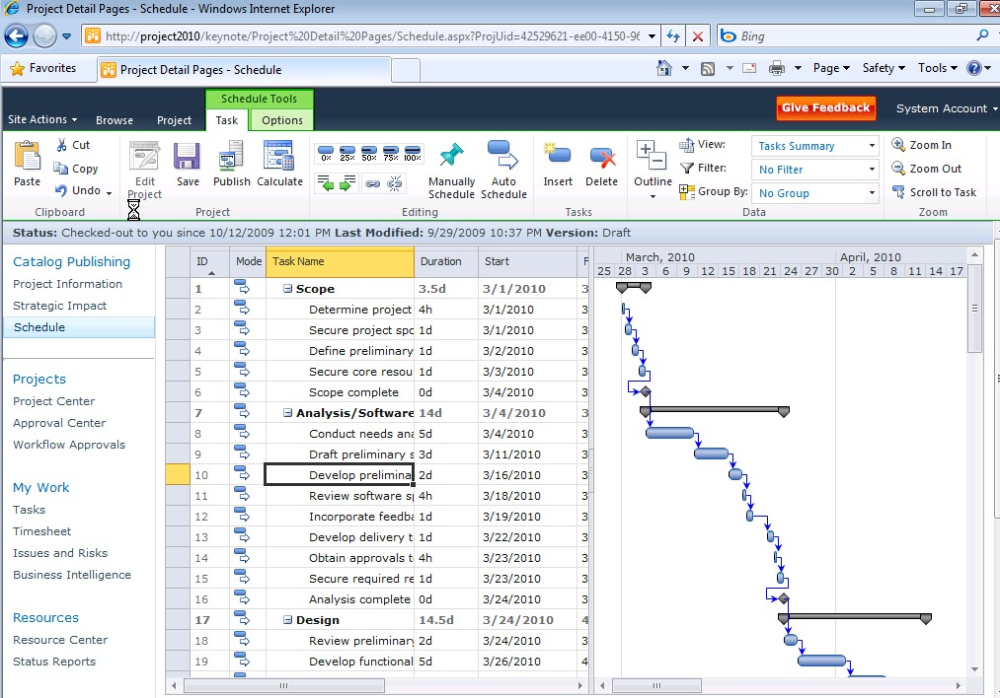 Project Detail Pages - Schedule - Windows Internet Explorer
http://project2010/keynote/Project%20Detail%20Pages/Schedule.aspx?ProjUid=42529621-ee00-4150-96
Bing
Favorites
Project Detail Pages - Schedule
Page
Safety
Tools
Schedule Tools
Give Feedback
System Account
Site Actions
Browse
Project
Task
Options
Paste
Cut
Copy
Undo
Clipboard
Edit Project
Save
Publish
Calculate
Project
0% 25% 50% 75% 100%
Manually Schedule
Auto Schedule
Editing
Insert
Delete
Tasks
Outline
View: Tasks Summary
Filter: No Filter
Group By: No Group
Data
Zoom In
Zoom Out
Scroll to Task
Zoom
Status: Checked-out to you since 10/12/2009 12:01 PM Last Modified: 9/29/2009 10:37 PM Version: Draft
Catalog Publishing
Project Information
Strategic Impact
Schedule
Projects
Project Center
Approval Center
Workflow Approvals
My Work
Tasks
Timesheet
Issues and Risks
Business Intelligence
Resources
Resource Center
Status Reports
ID Mode Task Name Duration Start F
1 Scope 3.5d 3/1/2010 3
2 Determine project 4h 3/1/2010 3
3 Secure project spo 1d 3/1/2010 3
4 Define preliminary 1d 3/2/2010 3
5 Secure core resou 1d 3/3/2010 3
6 Scope complete 0d 3/4/2010 3
7 Analysis/Software 14d 3/4/2010 3
8 Conduct needs ana 5d 3/4/2010 3
9 Draft preliminary s 3d 3/11/2010 3
10 Develop prelimina 2d 3/16/2010 3
11 Review software sp 4h 3/18/2010 3
12 Incorporate feedba 1d 3/19/2010 3
13 Develop delivery t 1d 3/22/2010 3
14 Obtain approvals t 4h 3/23/2010 3
15 Secure required re 1d 3/23/2010 3
16 Analysis complete 0d 3/24/2010 3
17 Design 14.5d 3/24/2010 4
18 Review preliminary 2d 3/24/2010 3
19 Develop functional 5d 3/26/2010 4
March, 2010 April, 2010
25 28 3 6 9 12 15 18 21 24 27 30 2 5 8 11 14 17